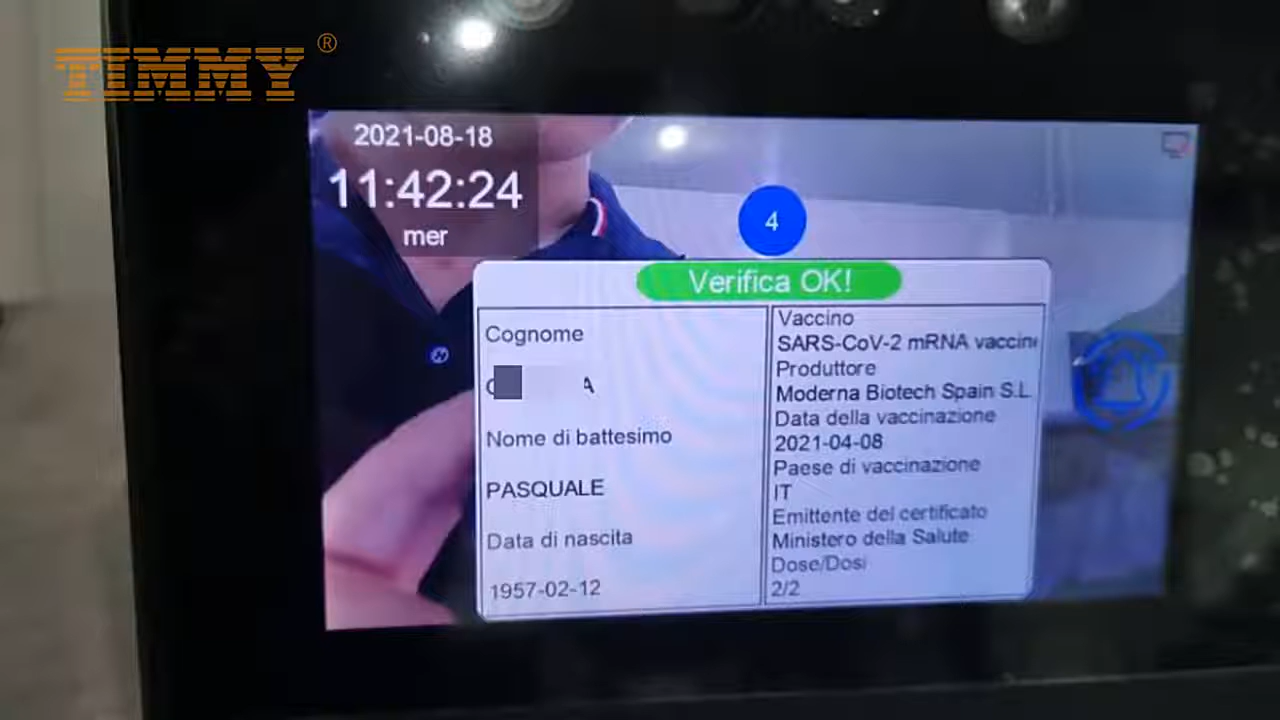 TIMMY®
2021-08-18
11:42:24
mer
4
Verifica OK!
Cognome
A
Nome di battesimo
PASQUALE
Data di nascita
1957-02-12
Vaccino
SARS-CoV-2 mRNA vaccin
Produttore
Moderna Biotech Spain S.L
Data della vaccinazione
2021-04-08
Paese di vaccinazione
IT
Emittente del certificato
Ministero della Salute
Dose/Dosi
2/2